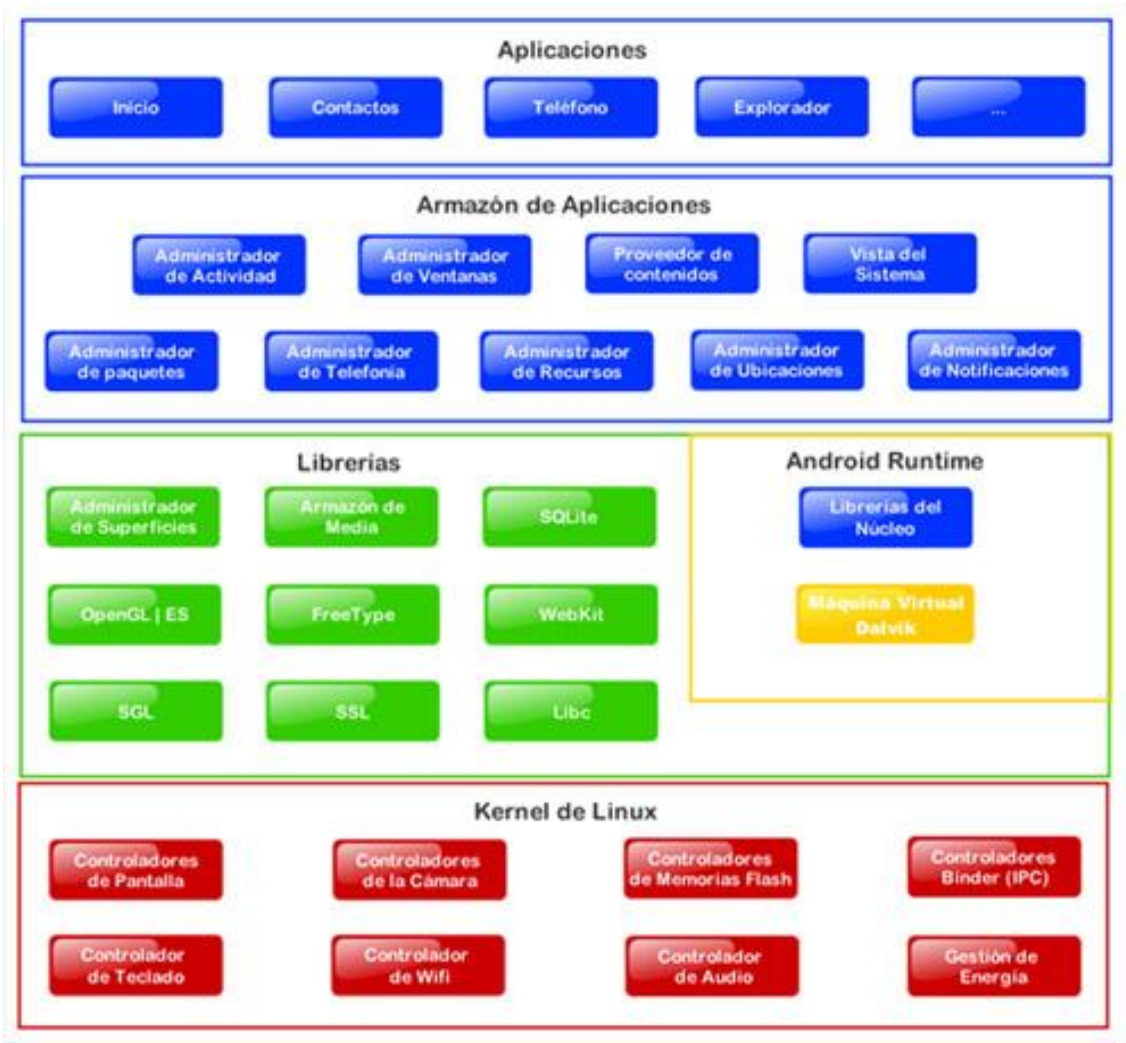 Aplicaciones
Inicio
Contactos
Teléfono
Explorador
...
Armazón de Aplicaciones
Administrador
de Actividad
Administrador
de Ventanas
Proveedor de
contenidos
Vista del
Sistema
Administrador
de paquetes
Administrador
de Telefonía
Administrador
de Recursos
Administrador
de Ubicaciones
Administrador
de Notificaciones
Librerias
Administrador
de Superficies
Armazón de
Media
SQLite
OpenGL | ES
FreeType
WebKit
SGL
SSL
Libc
Android Runtime
Librerías del
Núcleo
Máquina Virtual
Dalvik
Kernel de Linux
Controladores
de Pantalla
Controladores
de la Cámara
Controladores
de Memorias Flash
Controladores
Binder (IPC)
Controlador
de Teclado
Controlador
de Wifi
Controlador
de Audio
Gestión de
Energía